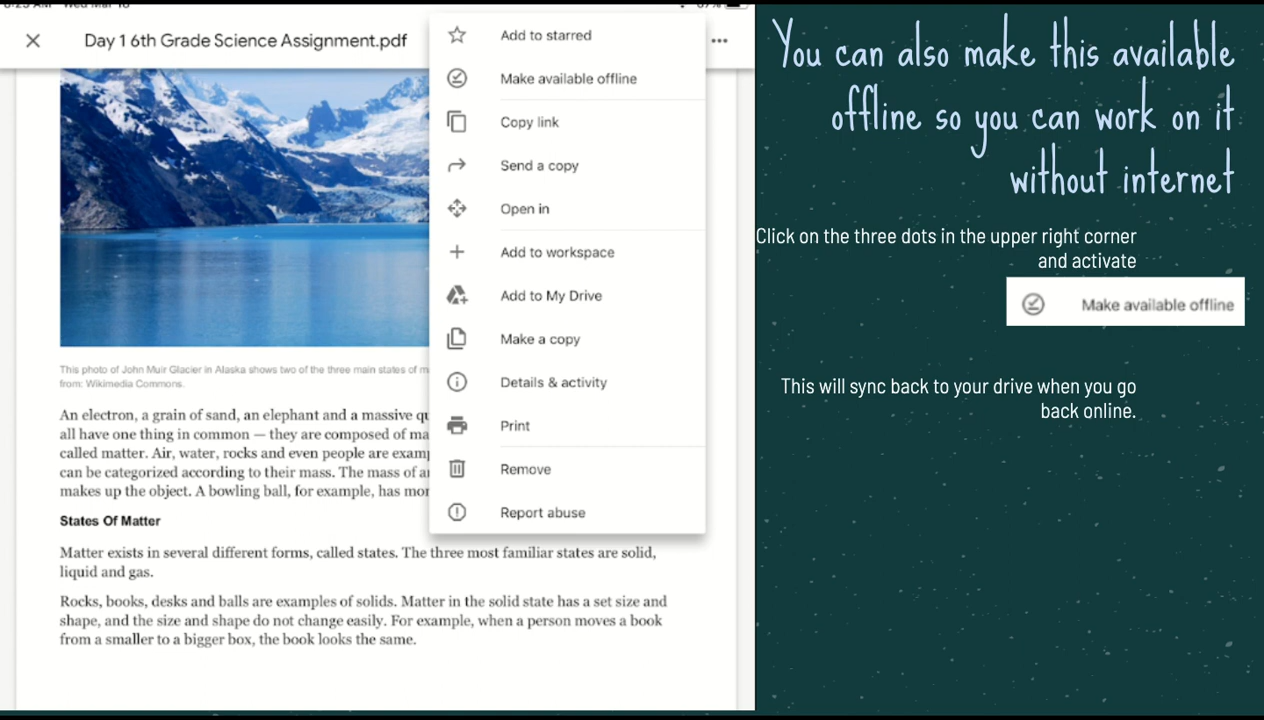 Day 1 6th Grade Science Assignment.pdf
Add to starred
Make available offline
Copy link
Send a copy
Open in
Add to workspace
Add to My Drive
Make a copy
Details & activity
Print
Remove
Report abuse
This photo of John Muir Glacier in Alaska shows two of the three main states of
from: Wikimedia Commons.
An electron, a grain of sand, an elephant and a massive
all have one thing in common — they are composed of
called matter. Air, water, rocks and even people are
can be categorized according to their mass. The mass of
makes up the object. A bowling ball, for example, has
States Of Matter
Matter exists in several different forms, called states. The three most familiar states are solid,
liquid and gas.
Rocks, books, desks and balls are examples of solids. Matter in the solid state has a set size and
shape, and the size and shape do not change easily. For example, when a person moves a book
from a smaller to a bigger box, the book looks the same.
You can also make this available
offline so you can work on it
without internet
Click on the three dots in the upper right corner
and activate
Make available offline
This will sync back to your drive when you go
back online.